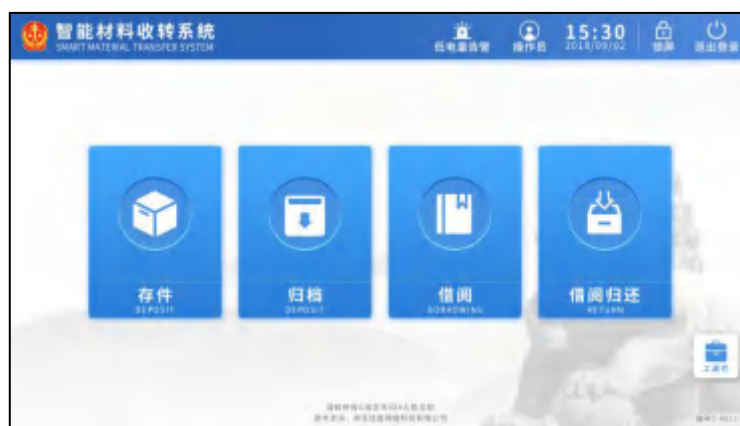 智能材料收转系统
SMART MATERIAL TRANSFER SYSTEM
低电量告警
操作员
15:30
2018/09/02
锁屏
退出登录
存件
DEPOSIT
归档
DEPOSIT
借阅
BORROWING
借阅归还
RETURN
工具栏